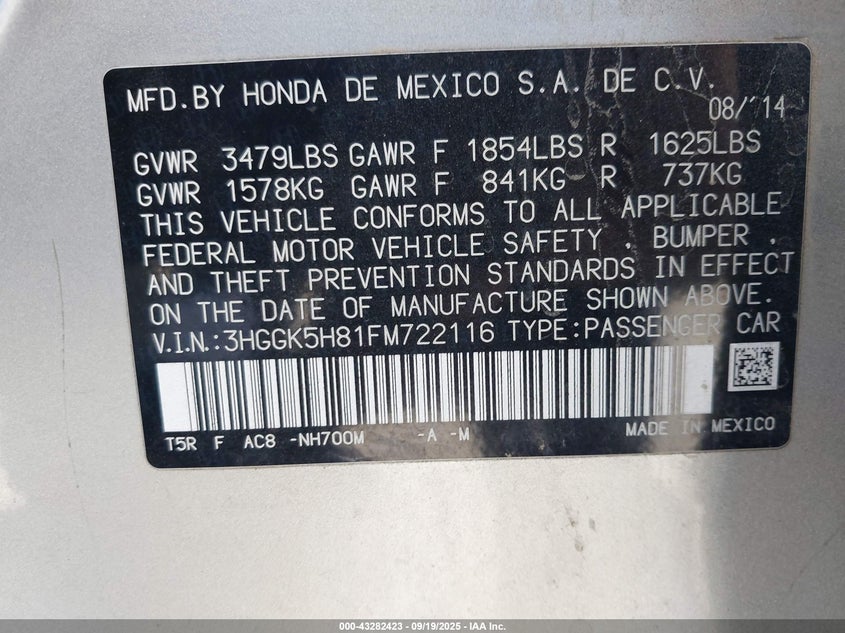 MFD.BY HONDA DE MEXICO S.A. DE C.V.
08/14
GVWR 3479LBS GAWR F 1854LBS R 1625LBS
GVWR 1578KG GAWR F 841KG R 737KG
THIS VEHICLE CONFORMS TO ALL APPLICABLE
FEDERAL MOTOR VEHICLE SAFETY , BUMPER ,
AND THEFT PREVENTION STANDARDS IN EFFECT
ON THE DATE OF MANUFACTURE SHOWN ABOVE.
V.I.N.:3HGGK5H81FM722116 TYPE:PASSENGER CAR
T5R F AC8 -NH700M -A -M MADE IN MEXICO
000-43282423 - 09/19/2025 - IAA Inc.